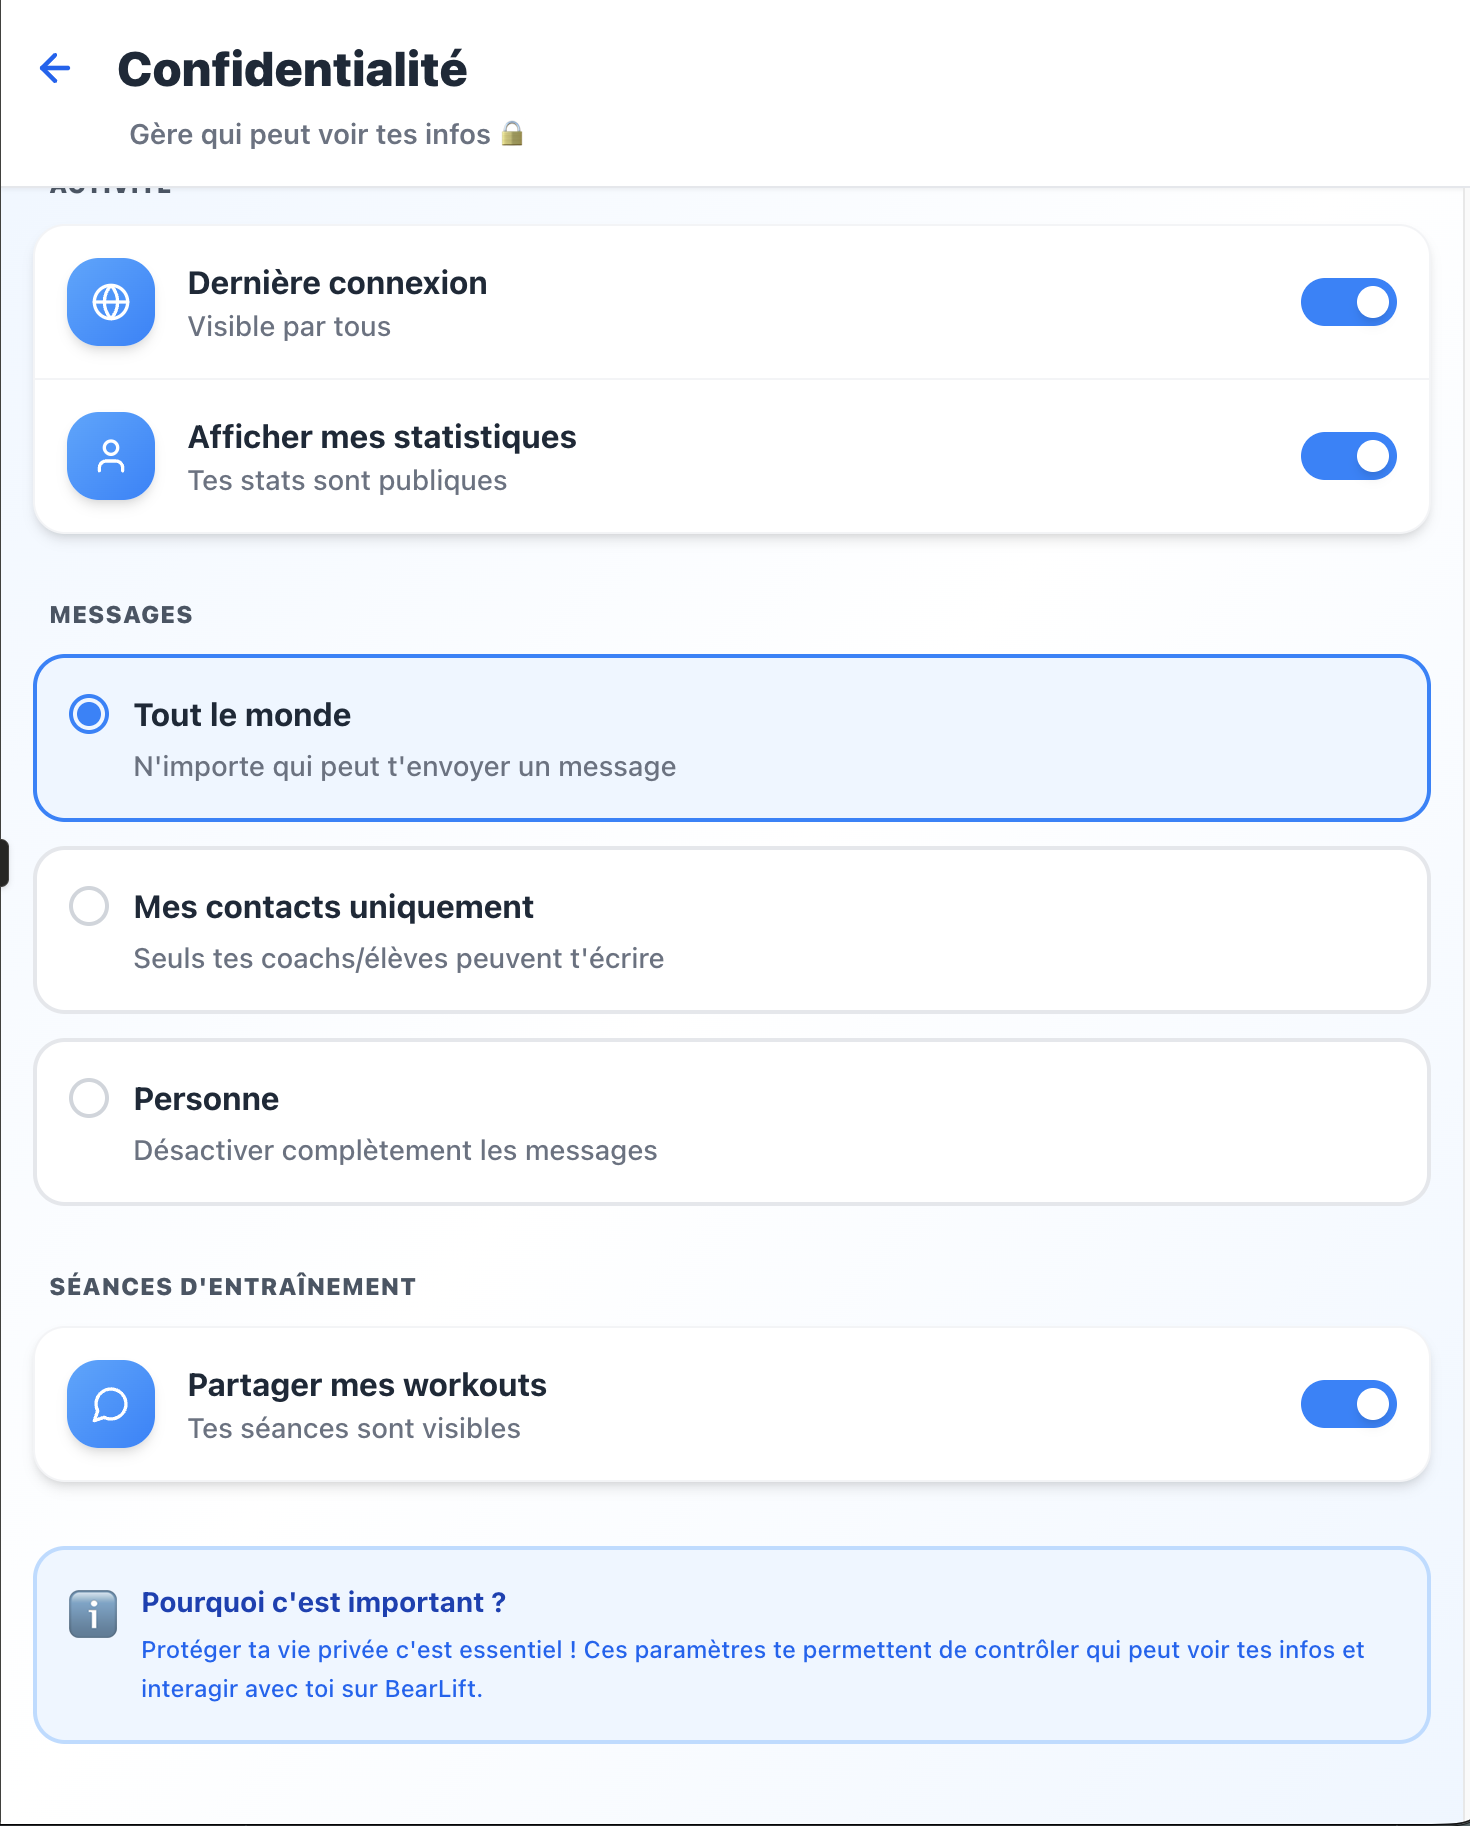 Confidentialité
Gère qui peut voir tes infos 🔒
ACTIVITÉ
Dernière connexion
Visible par tous
Afficher mes statistiques
Tes stats sont publiques
MESSAGES
Tout le monde
N'importe qui peut t'envoyer un message
Mes contacts uniquement
Seuls tes coachs/élèves peuvent t'écrire
Personne
Désactiver complètement les messages
SÉANCES D'ENTRAÎNEMENT
Partager mes workouts
Tes séances sont visibles
Pourquoi c'est important ?
Protéger ta vie privée c'est essentiel ! Ces paramètres te permettent de contrôler qui peut voir tes infos et
interagir avec toi sur BearLift.